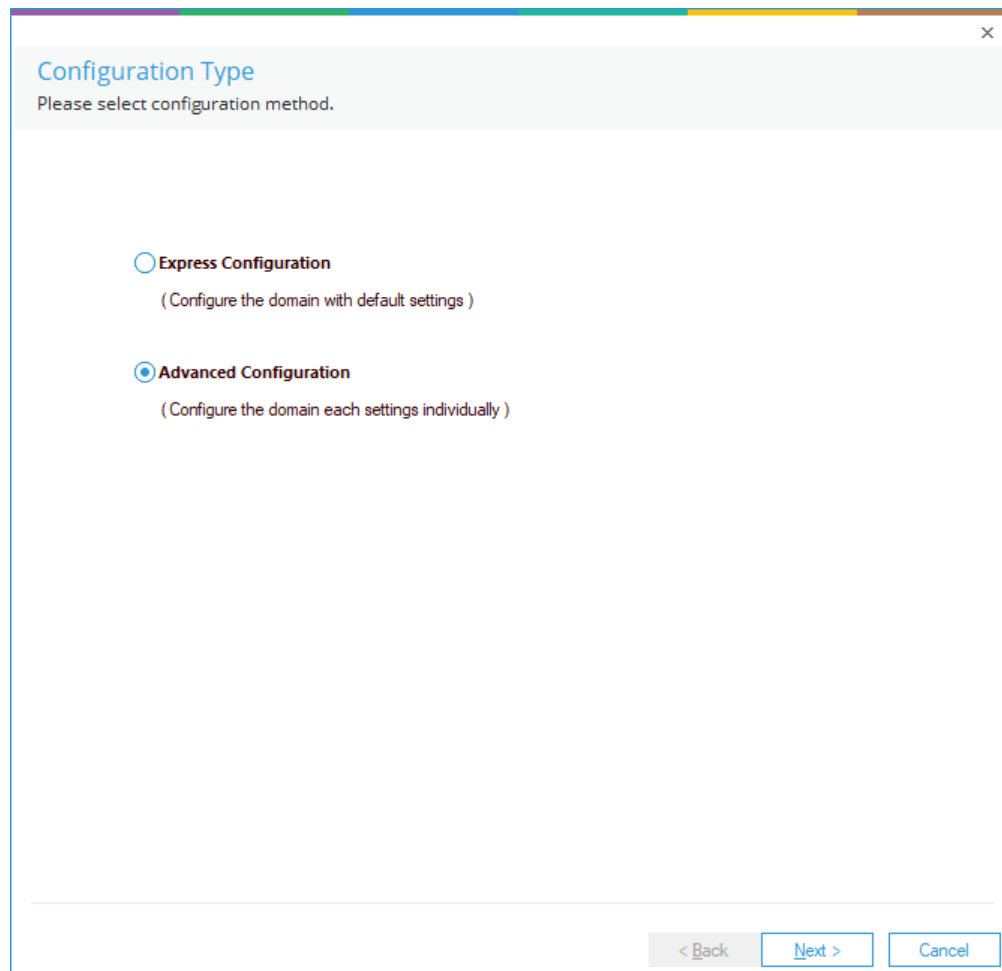 Configuration Type
Please select configuration method.
Express Configuration
( Configure the domain with default settings )
Advanced Configuration
( Configure the domain each settings individually )
< Back
Next >
Cancel